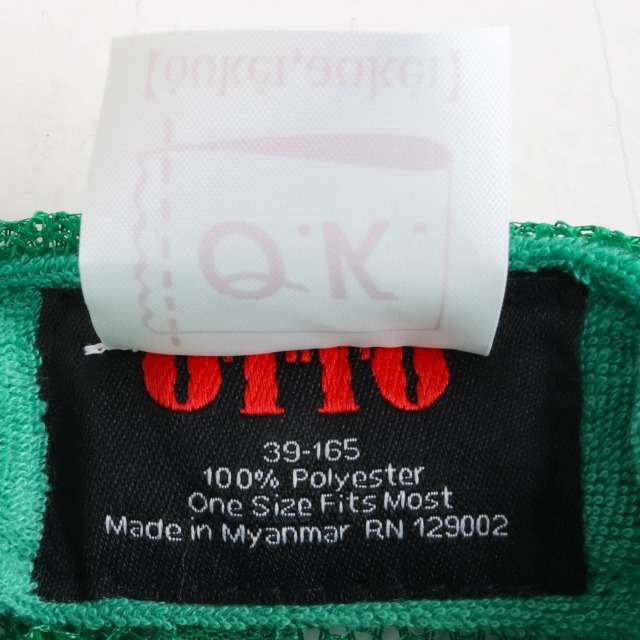 Q.K.
OTTO
39-165
100% Polyester
One Size Fits Most
Made in Myanmar RN 129002